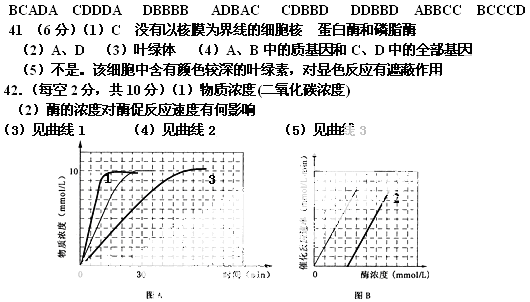 BCADA CDDDA DBBBB ADBAC CDBBD DDBBD ABBCC BCCCD
41 (6分)(1)C 没有以核膜为界线的细胞核 蛋白酶和磷脂酶
(2)A、D (3)叶绿体 (4)A、B中的质基因和C、D中的全部基因
(5)不是。该细胞中含有颜色较深的叶绿素，对显色反应有遮蔽作用
42.(每空2分，共10分)(1)物质浓度(二氧化碳浓度)
(2)酶的浓度对酶促反应速度有何影响
(3)见曲线1 (4)见曲线2 (5)见曲线3
物质浓度(mmol/L)
10
1
3
0
30
时间(min)
图A
2
0
酶浓度(mmol/L)
图B